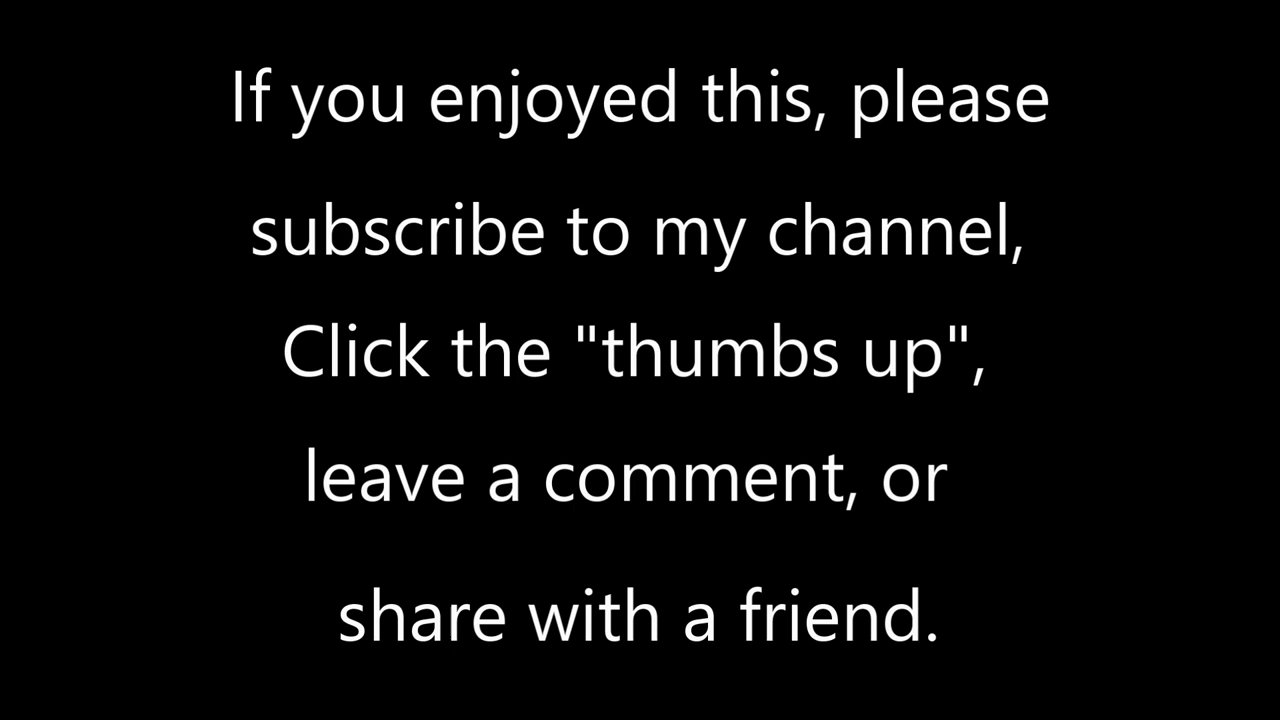 If you enjoyed this, please
subscribe to my channel,
Click the "thumbs up",
leave a comment, or
share with a friend.